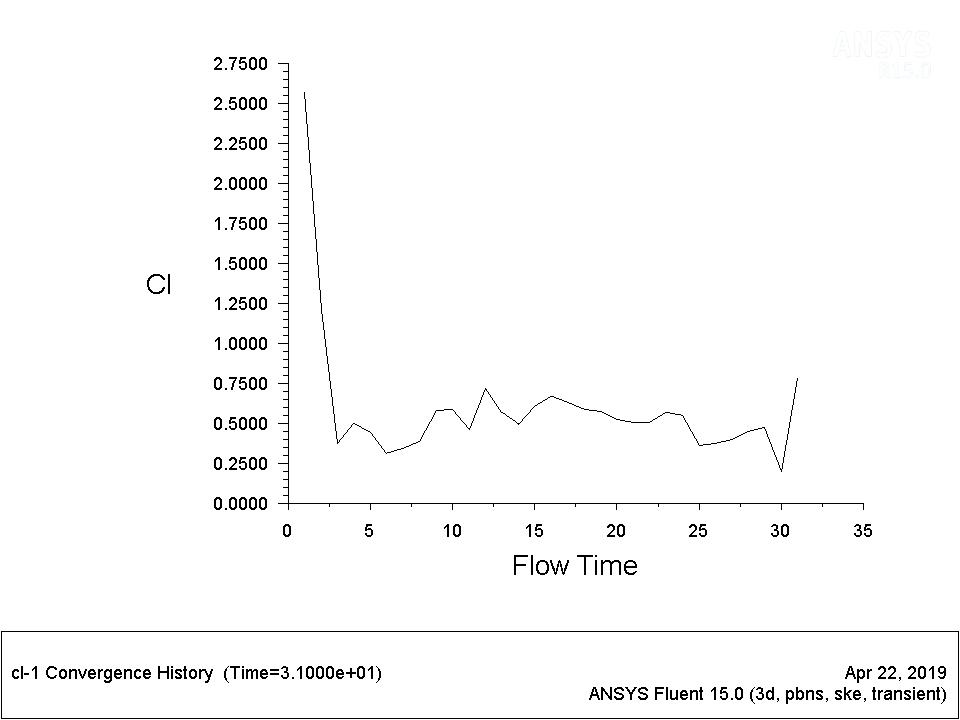 ANSYS
R15.0
2.7500
2.5000
2.2500
2.0000
1.7500
1.5000
Cl
1.2500
1.0000
0.7500
0.5000
0.2500
0.0000
0 5 10 15 20 25 30 35
Flow Time
cl-1 Convergence History (Time=3.1000e+01)
Apr 22, 2019
ANSYS Fluent 15.0 (3d, pbns, ske, transient)